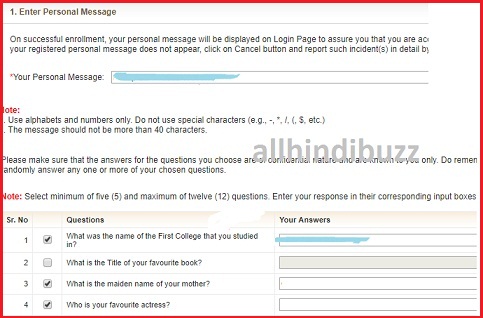 1. Enter Personal Message
On successful enrollment, your personal message will be displayed on Login Page to assure you that you are acc
your registered personal message does not appear, click on Cancel button and report such incident(s) in detail by
*Your Personal Message:
lote:
. Use alphabets and numbers only. Do not use special characters (e.g., -, *, /, (, $, etc.)
. The message should not be more than 40 characters.
allhindibuzz
Please make sure that the answers for the questions you choose are of confidential nature and are known to you only. Do remem
andomly answer any one or more of your chosen questions.
Note: Select minimum of five (5) and maximum of twelve (12) questions. Enter your response in their corresponding input boxes
Sr. No Questions Your Answers
1 What was the name of the First College that you studied
in?
2 What is the Title of your favourite book?
3 What is the maiden name of your mother?
4 Who is your favourite actress?